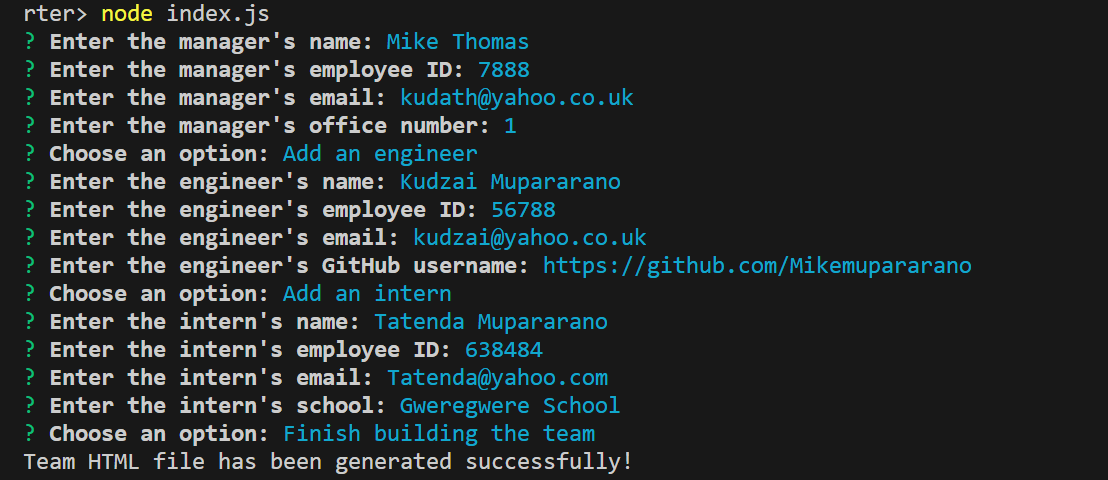 rter> node index.js
? Enter the manager's name: Mike Thomas
? Enter the manager's employee ID: 7888
? Enter the manager's email: kudath@yahoo.co.uk
? Enter the manager's office number: 1
? Choose an option: Add an engineer
? Enter the engineer's name: Kudzai Mupararano
? Enter the engineer's employee ID: 56788
? Enter the engineer's email: kudzai@yahoo.co.uk
? Enter the engineer's GitHub username: https://github.com/Mikemupararano
? Choose an option: Add an intern
? Enter the intern's name: Tatenda Mupararano
? Enter the intern's employee ID: 638484
? Enter the intern's email: Tatenda@yahoo.com
? Enter the intern's school: Gweregwere School
? Choose an option: Finish building the team
Team HTML file has been generated successfully!